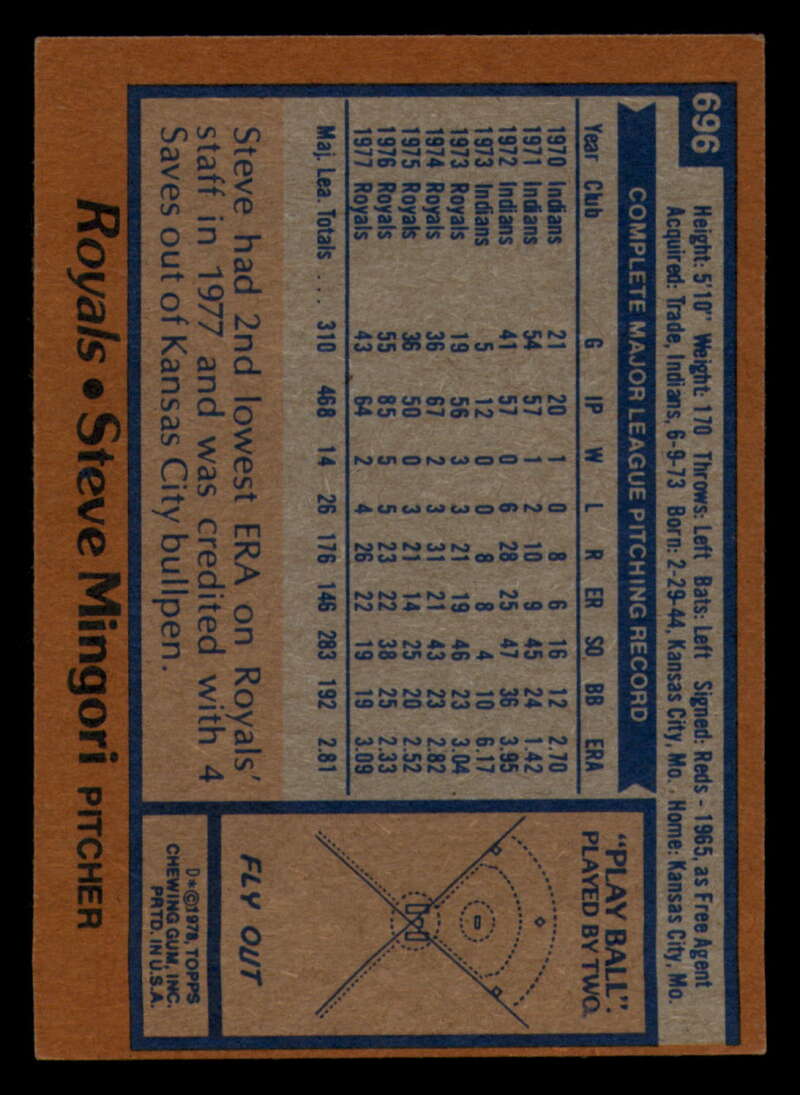 696
Height: 5'10" Weight: 170 Throws: Left Bats: Left Signed: Reds - 1965, as Free Agent
Acquired: Trade, Indians, 6-9-73 Born: 2-29-44, Kansas City, Mo. Home: Kansas City, Mo.
COMPLETE MAJOR LEAGUE PITCHING RECORD
Year Club G IP W L R ER SO BB ERA
1970 Indians 21 20 1 0 8 6 16 12 2.70
1971 Indians 54 57 1 2 10 9 45 24 1.42
1972 Indians 41 57 0 6 28 25 47 36 3.95
1973 Indians 5 12 0 0 8 8 4 10 6.17
1973 Royals 19 56 3 3 21 19 46 23 3.04
1974 Royals 36 67 2 3 31 21 43 23 2.82
1975 Royals 36 50 0 3 21 14 25 20 2.52
1976 Royals 55 85 5 5 23 22 38 25 2.33
1977 Royals 43 64 2 4 26 22 19 19 3.09
Maj. Lea. Totals ... 310 468 14 26 176 146 283 192 2.81
Steve had 2nd lowest ERA on Royals'
staff in 1977 and was credited with 4
Saves out of Kansas City bullpen.
"PLAY BALL":
PLAYED BY TWO
FLY OUT
D*©1978, TOPPS
CHEWING GUM, INC.
PRTD. IN U.S.A.
Royals • Steve Mingori PITCHER